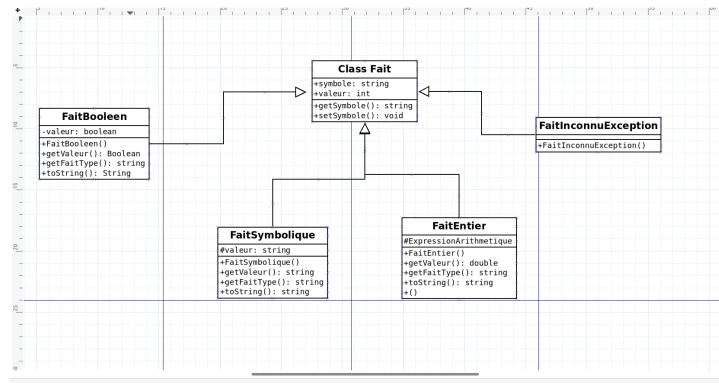 Class Fait
+symbole: string
+valeur: int
+getSymbole(): string
+setSymbole(): void
FaitBooleen
-valeur: boolean
+FaitBooleen()
+getValeur(): Boolean
+getFaitType(): string
+toString(): String
FaitInconnuException
+FaitInconnuException()
FaitSymbolique
#valeur: string
+FaitSymbolique()
+getValeur(): string
+getFaitType(): string
+toString(): string
FaitEntier
#ExpressionArithmetique
+FaitEntier()
+getValeur(): double
+getFaitType(): string
+toString(): string
+()